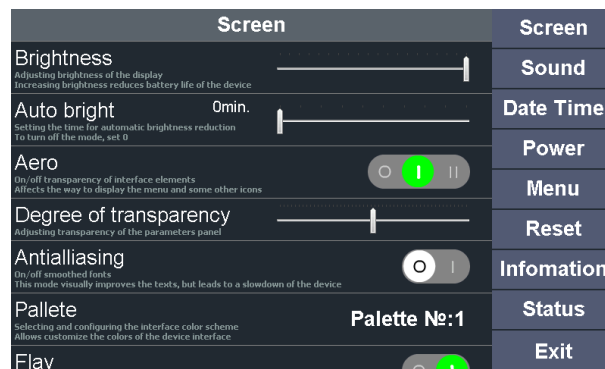 Screen
Brightness
Adjusting brightness of the display
Increasing brightness reduces battery life of the device
Auto bright 0min.
Setting the time for automatic brightness reduction
To turn off the mode, set 0
Aero
On/off transparency of interface elements
Affects the way to display the menu and some other icons
O I II
Degree of transparency
Adjusting transparency of the parameters panel
Antialliasing
On/off smoothed fonts
This mode visually improves the texts, but leads to a slowdown of the device
O I
Pallete
Selecting and configuring the interface color scheme
Allows customize the colors of the device interface
Palette №:1
Flay
Screen
Sound
Date Time
Power
Menu
Reset
Infomation
Status
Exit